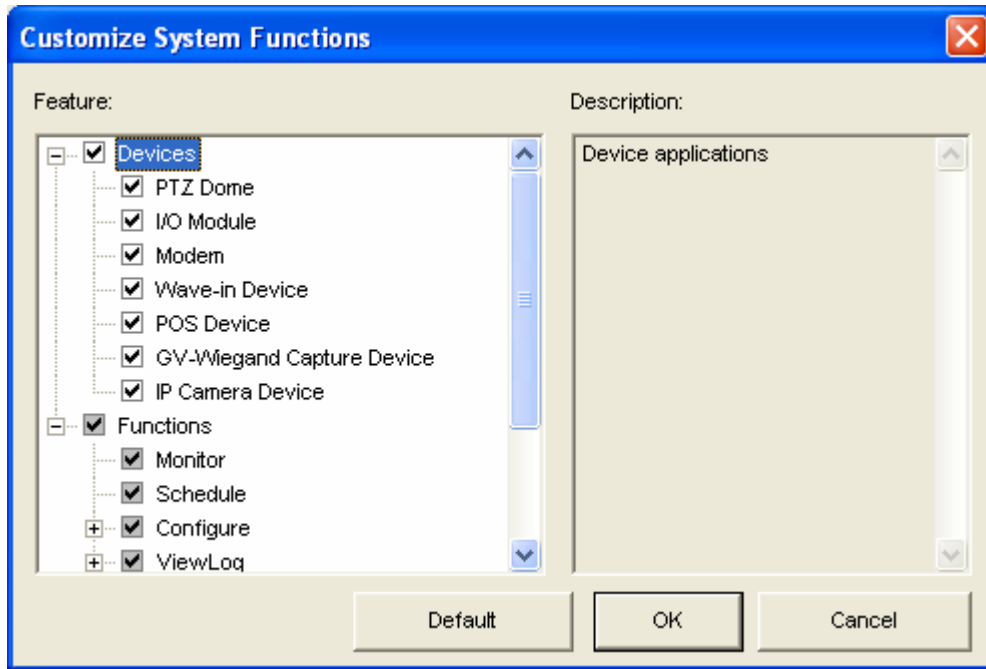 Customize System Functions
Feature:
Description:
Devices
Device applications
PTZ Dome
I/O Module
Modem
Wave-in Device
POS Device
GV-Wiegand Capture Device
IP Camera Device
Functions
Monitor
Schedule
Configure
ViewLog
Default
OK
Cancel